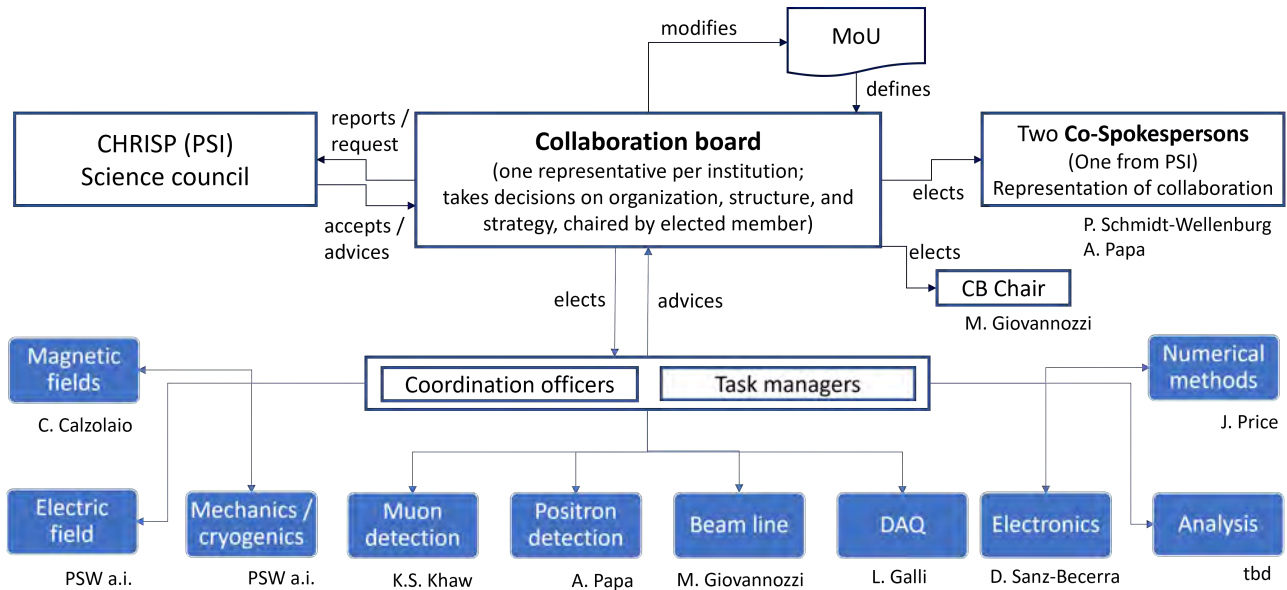 modifies
MoU
defines
CHRISP (PSI)
Science council
reports /
request
accepts /
advices
Collaboration board
(one representative per institution;
takes decisions on organization, structure, and
strategy, chaired by elected member)
elects
Two Co-Spokespersons
(One from PSI)
Representation of collaboration
P. Schmidt-Wellenburg
A. Papa
elects
CB Chair
M. Giovannozzi
elects
advices
Coordination officers
Task managers
Magnetic
fields
C. Calzolaio
Numerical
methods
J. Price
Electric
field
PSW a.i.
Mechanics /
cryogenics
PSW a.i.
Muon
detection
K.S. Khaw
Positron
detection
A. Papa
Beam line
M. Giovannozzi
DAQ
L. Galli
Electronics
D. Sanz-Becerra
Analysis
tbd